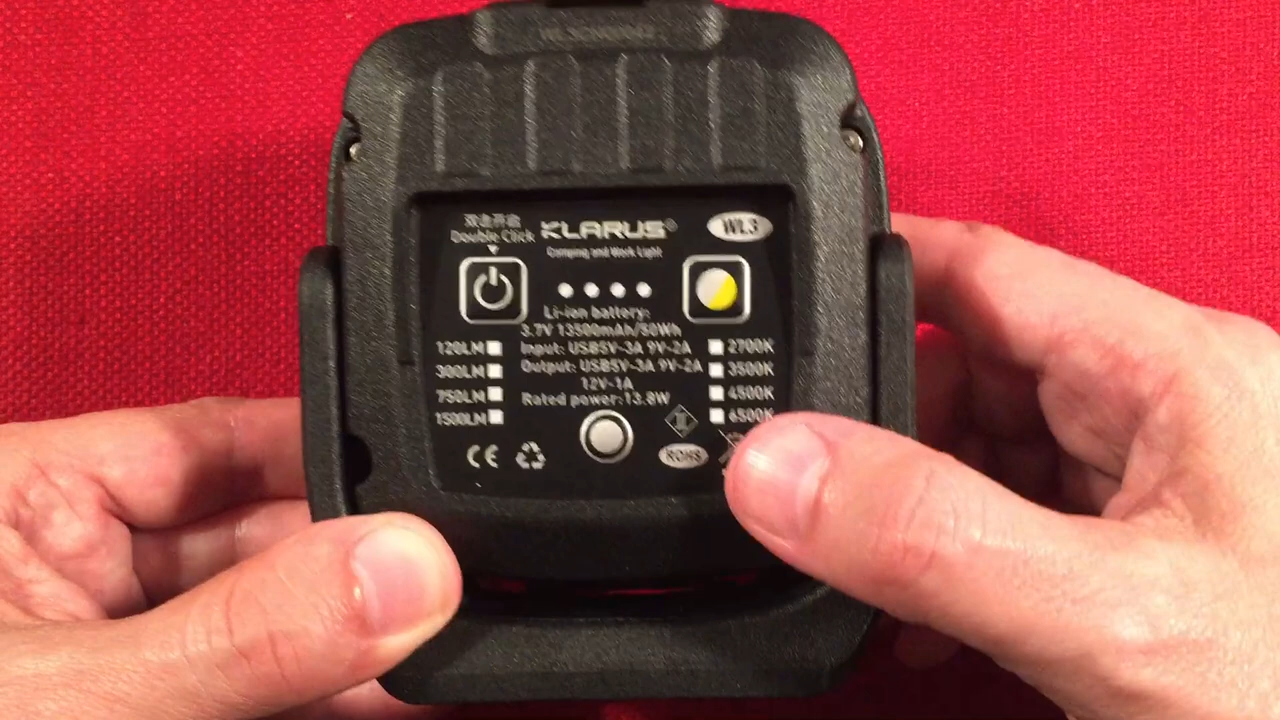 双击开启
Double Click
KLARUS®
WL3
Camping and Work Light
Li-ion battery:
3.7V 13500mAh/50Wh
Input: USB5V-3A 9V-2A
Output: USB5V-3A 9V-2A
12V-1A
Rated power:13.8W
120LM
300LM
750LM
1500LM
2700K
3500K
4500K
6500K
CE
ROHS